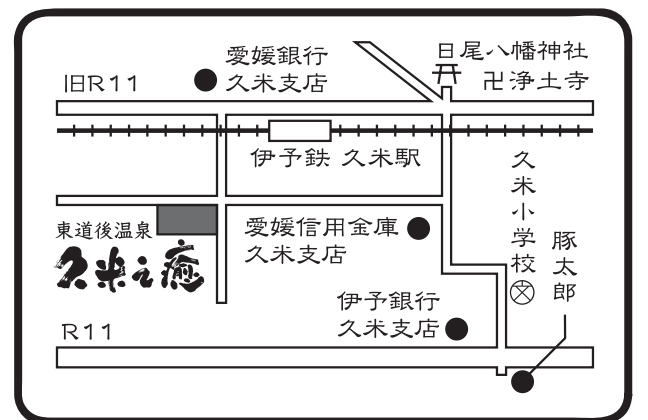 日尾八幡神社
卍浄土寺
愛媛銀行
久米支店
旧R11
伊予鉄 久米駅
久米小学校
豚太郎
東道後温泉
久米之癒
愛媛信用金庫
久米支店
伊予銀行
久米支店
R11